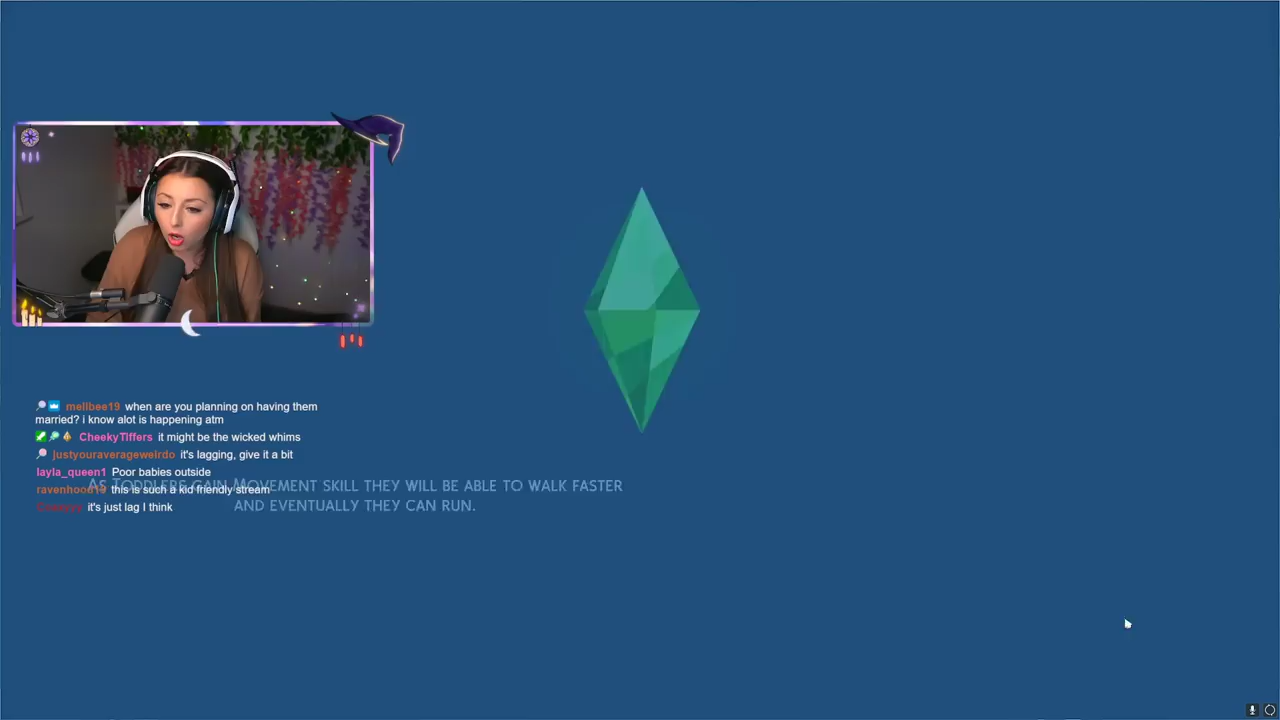 mellbee19 when are you planning on having them
married? i know alot is happening atm
CheekyTiffers it might be the wicked whims
justyouraverageweirdo it's lagging, give it a bit
layla_queen1 Poor babies outside
ravenhood19 this is such a kid friendly stream
it's just lag I think
As Toddlers gain Movement skill they will be able to walk faster
and eventually they can run.